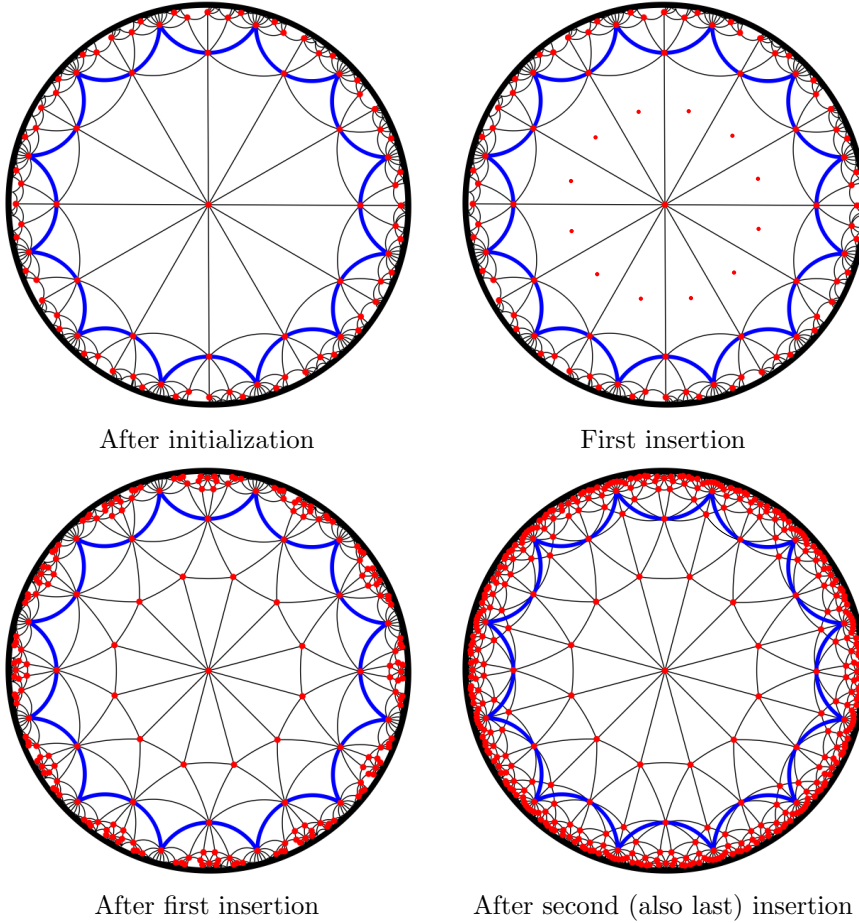 After initialization
First insertion
After first insertion
After second (also last) insertion